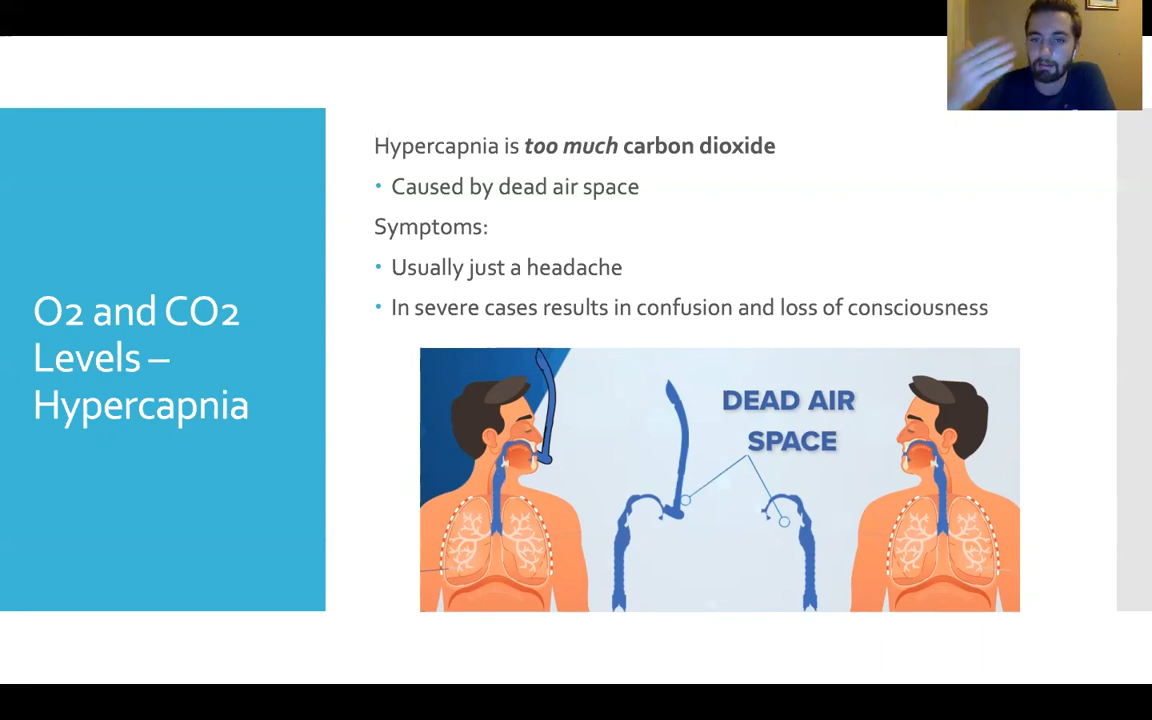 O2 and CO2
Levels –
Hypercapnia
Hypercapnia is too much carbon dioxide
• Caused by dead air space
Symptoms:
• Usually just a headache
• In severe cases results in confusion and loss of consciousness
DEAD AIR
SPACE